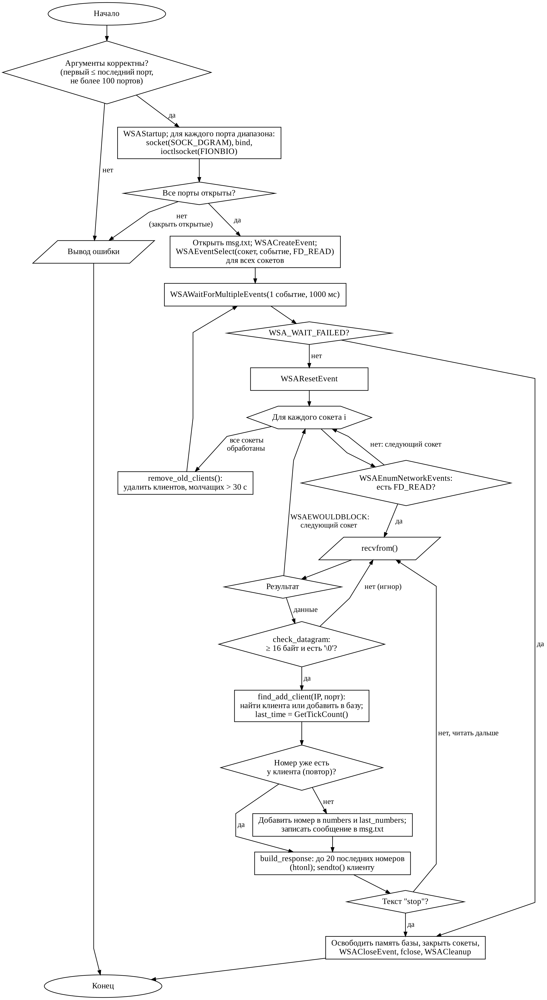 Начало
Аргументы корректны?
(первый ≤ последний порт,
не более 100 портов)
да
WSAStartup; для каждого порта диапазона:
socket(SOCK_DGRAM), bind,
ioctlsocket(FIONBIO)
нет
Все порты открыты?
нет
(закрыть открытые)
да
Открыть msg.txt; WSACreateEvent;
WSAEventSelect(сокет, событие, FD_READ)
для всех сокетов
Вывод ошибки
WSAWaitForMultipleEvents(1 событие, 1000 мс)
WSA_WAIT_FAILED?
нет
WSAResetEvent
Для каждого сокета i
все сокеты
обработаны
нет: следующий сокет
remove_old_clients():
удалить клиентов, молчащих > 30 с
WSAEnumNetworkEvents:
есть FD_READ?
WSAEWOULDBLOCK:
следующий сокет
да
recvfrom()
Результат
нет (игнор)
данные
check_datagram:
≥ 16 байт и есть '\0'?
да
да
find_add_client(IP, порт):
найти клиента или добавить в базу;
last_time = GetTickCount()
нет, читать дальше
Номер уже есть
у клиента (повтор)?
нет
да
Добавить номер в numbers и last_numbers;
записать сообщение в msg.txt
build_response: до 20 последних номеров
(htonl); sendto() клиенту
Текст "stop"?
да
Освободить память базы, закрыть сокеты,
WSACloseEvent, fclose, WSACleanup
Конец